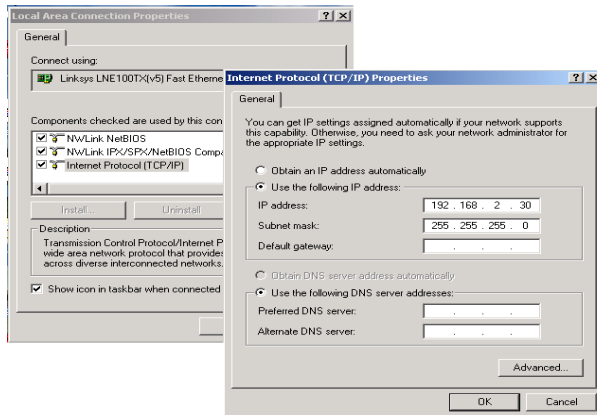 Local Area Connection Properties
General
Connect using:
Linksys LNE100TX(v5) Fast Etherne
Components checked are used by this con
NWLink NetBIOS
NWLink IPX/SPX/NetBIOS Compa
Internet Protocol (TCP/IP)
Install...
Uninstall
Description
Transmission Control Protocol/Internet P
wide area network protocol that provides
across diverse interconnected networks.
Show icon in taskbar when connected
Internet Protocol (TCP/IP) Properties
General
You can get IP settings assigned automatically if your network supports
this capability. Otherwise, you need to ask your network administrator for
the appropriate IP settings.
Obtain an IP address automatically
Use the following IP address:
IP address: 192 . 168 . 2 . 30
Subnet mask: 255 . 255 . 255 . 0
Default gateway: . . .
Obtain DNS server address automatically
Use the following DNS server addresses:
Preferred DNS server: . . .
Alternate DNS server: . . .
Advanced...
OK
Cancel